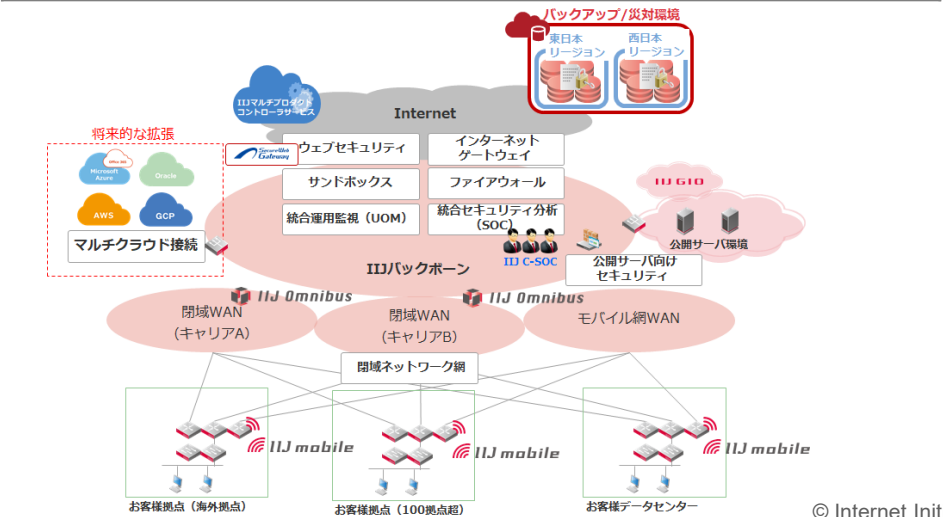 バックアップ/災対環境
東日本
リージョン
西日本
リージョン
IIJマルチプロダクト
コントローラサービス
Internet
将来的な拡張
Office 365
Microsoft
Azure
Oracle
AWS
GCP
マルチクラウド接続
SecureWeb
Gateway
ウェブセキュリティ
インターネット
ゲートウェイ
サンドボックス
ファイアウォール
統合運用監視（UOM）
統合セキュリティ分析
（SOC）
IIJ C-SOC
IIJ GIO
公開サーバ環境
公開サーバ向け
セキュリティ
IIJバックボーン
IIJ Omnibus
IIJ Omnibus
閉域WAN
（キャリアA）
閉域WAN
（キャリアB）
モバイル網WAN
閉域ネットワーク網
IIJ mobile
IIJ mobile
IIJ mobile
お客様拠点（海外拠点）
お客様拠点（100拠点超）
お客様データセンター
© Internet Init